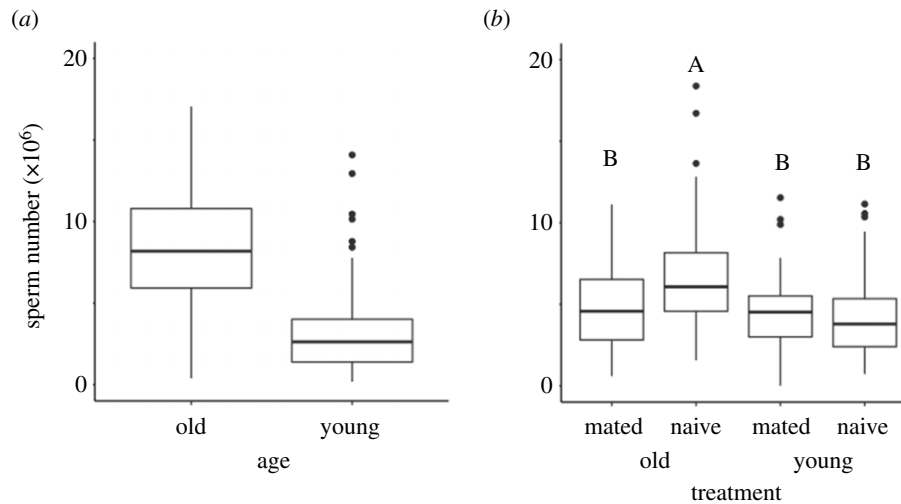 (a)
20
10
0
sperm number (×10⁶)
old young
age
(b)
20
10
0
B A B B
mated naive mated naive
old young
treatment